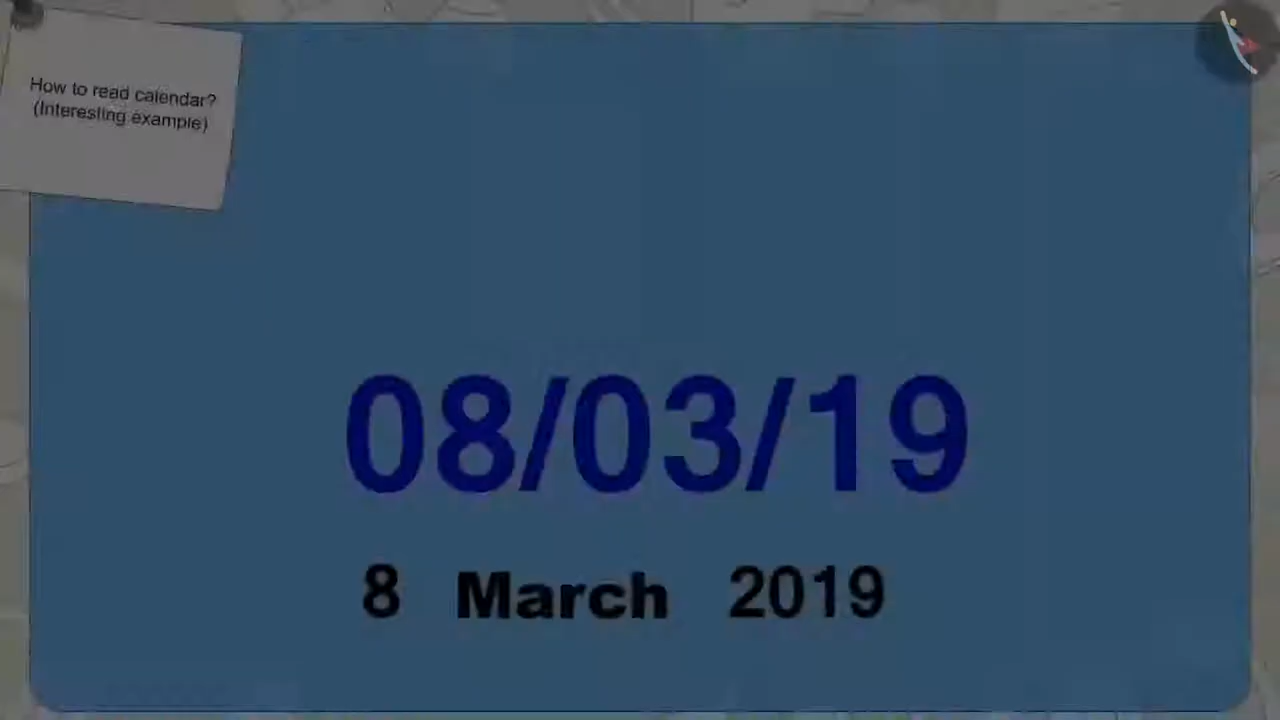 How to read calendar?
(Interesting example)
08/03/19
8 March 2019